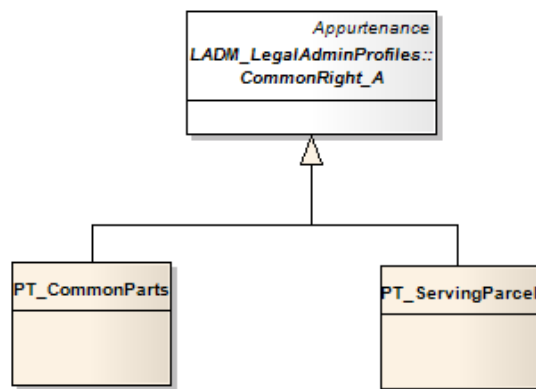 Appurtenance
LADM_LegalAdminProfiles::
CommonRight_A
PT_CommonParts
PT_ServingParcel